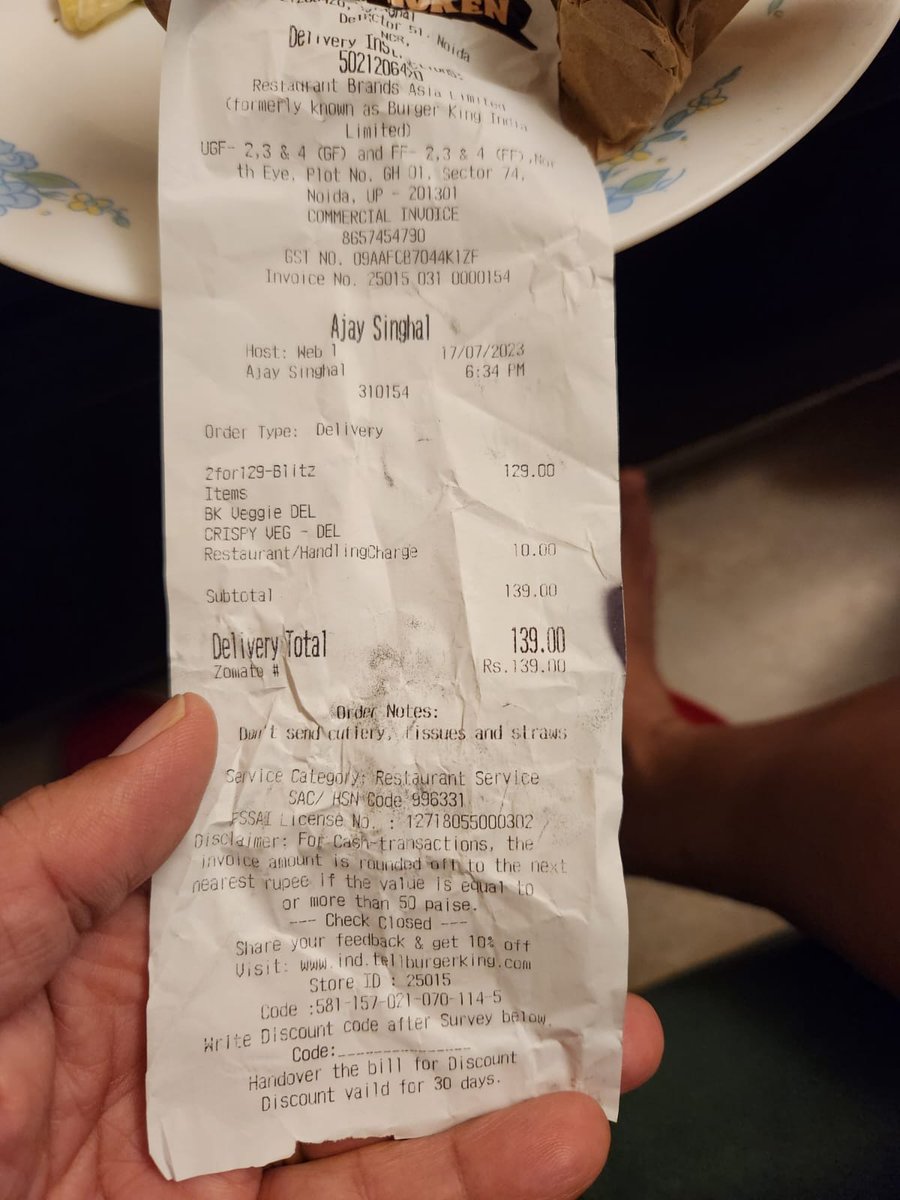 Sector 51, Noida
NCR,
Delivery
Restaurant Brands Asia Limited
(formerly known as Burger King India
Limited)
UGF- 2,3 & 4 (GF) and FF- 2,3 & 4 (FF),Nor
th Eye, Plot No. GH 01, Sector 74,
Noida, UP - 201301
COMMERCIAL INVOICE
8657454790
GST NO. 09AAFCB7044K1ZF
Invoice No. 25015 031 0000154
Ajay Singhal
Host: Web 1 17/07/2023
Ajay Singhal 6:34 PM
310154
Order Type: Delivery
2for129-Blitz 129.00
Items
BK Veggie DEL
CRISPY VEG - DEL
Restaurant/HandlingCharge 10.00
Subtotal 139.00
Delivery Total 139.00
Zomato # Rs.139.00
Order Notes:
Don't send cutlery, tissues and straws
Service Category: Restaurant Service
SAC/ HSN Code 996331
FSSAI License No. : 12718055000302
Disclaimer: For Cash-transactions, the
invoice amount is rounded off to the next
nearest rupee if the value is equal to
or more than 50 paise.
--- Check Closed ---
Share your feedback & get 10% off
Visit: www.ind.tellburgerking.com
Store ID : 25015
Code :581-157-021-070-114-5
Write Discount code after Survey below.
Code:_______________
Handover the bill for Discount
Discount vaild for 30 days.